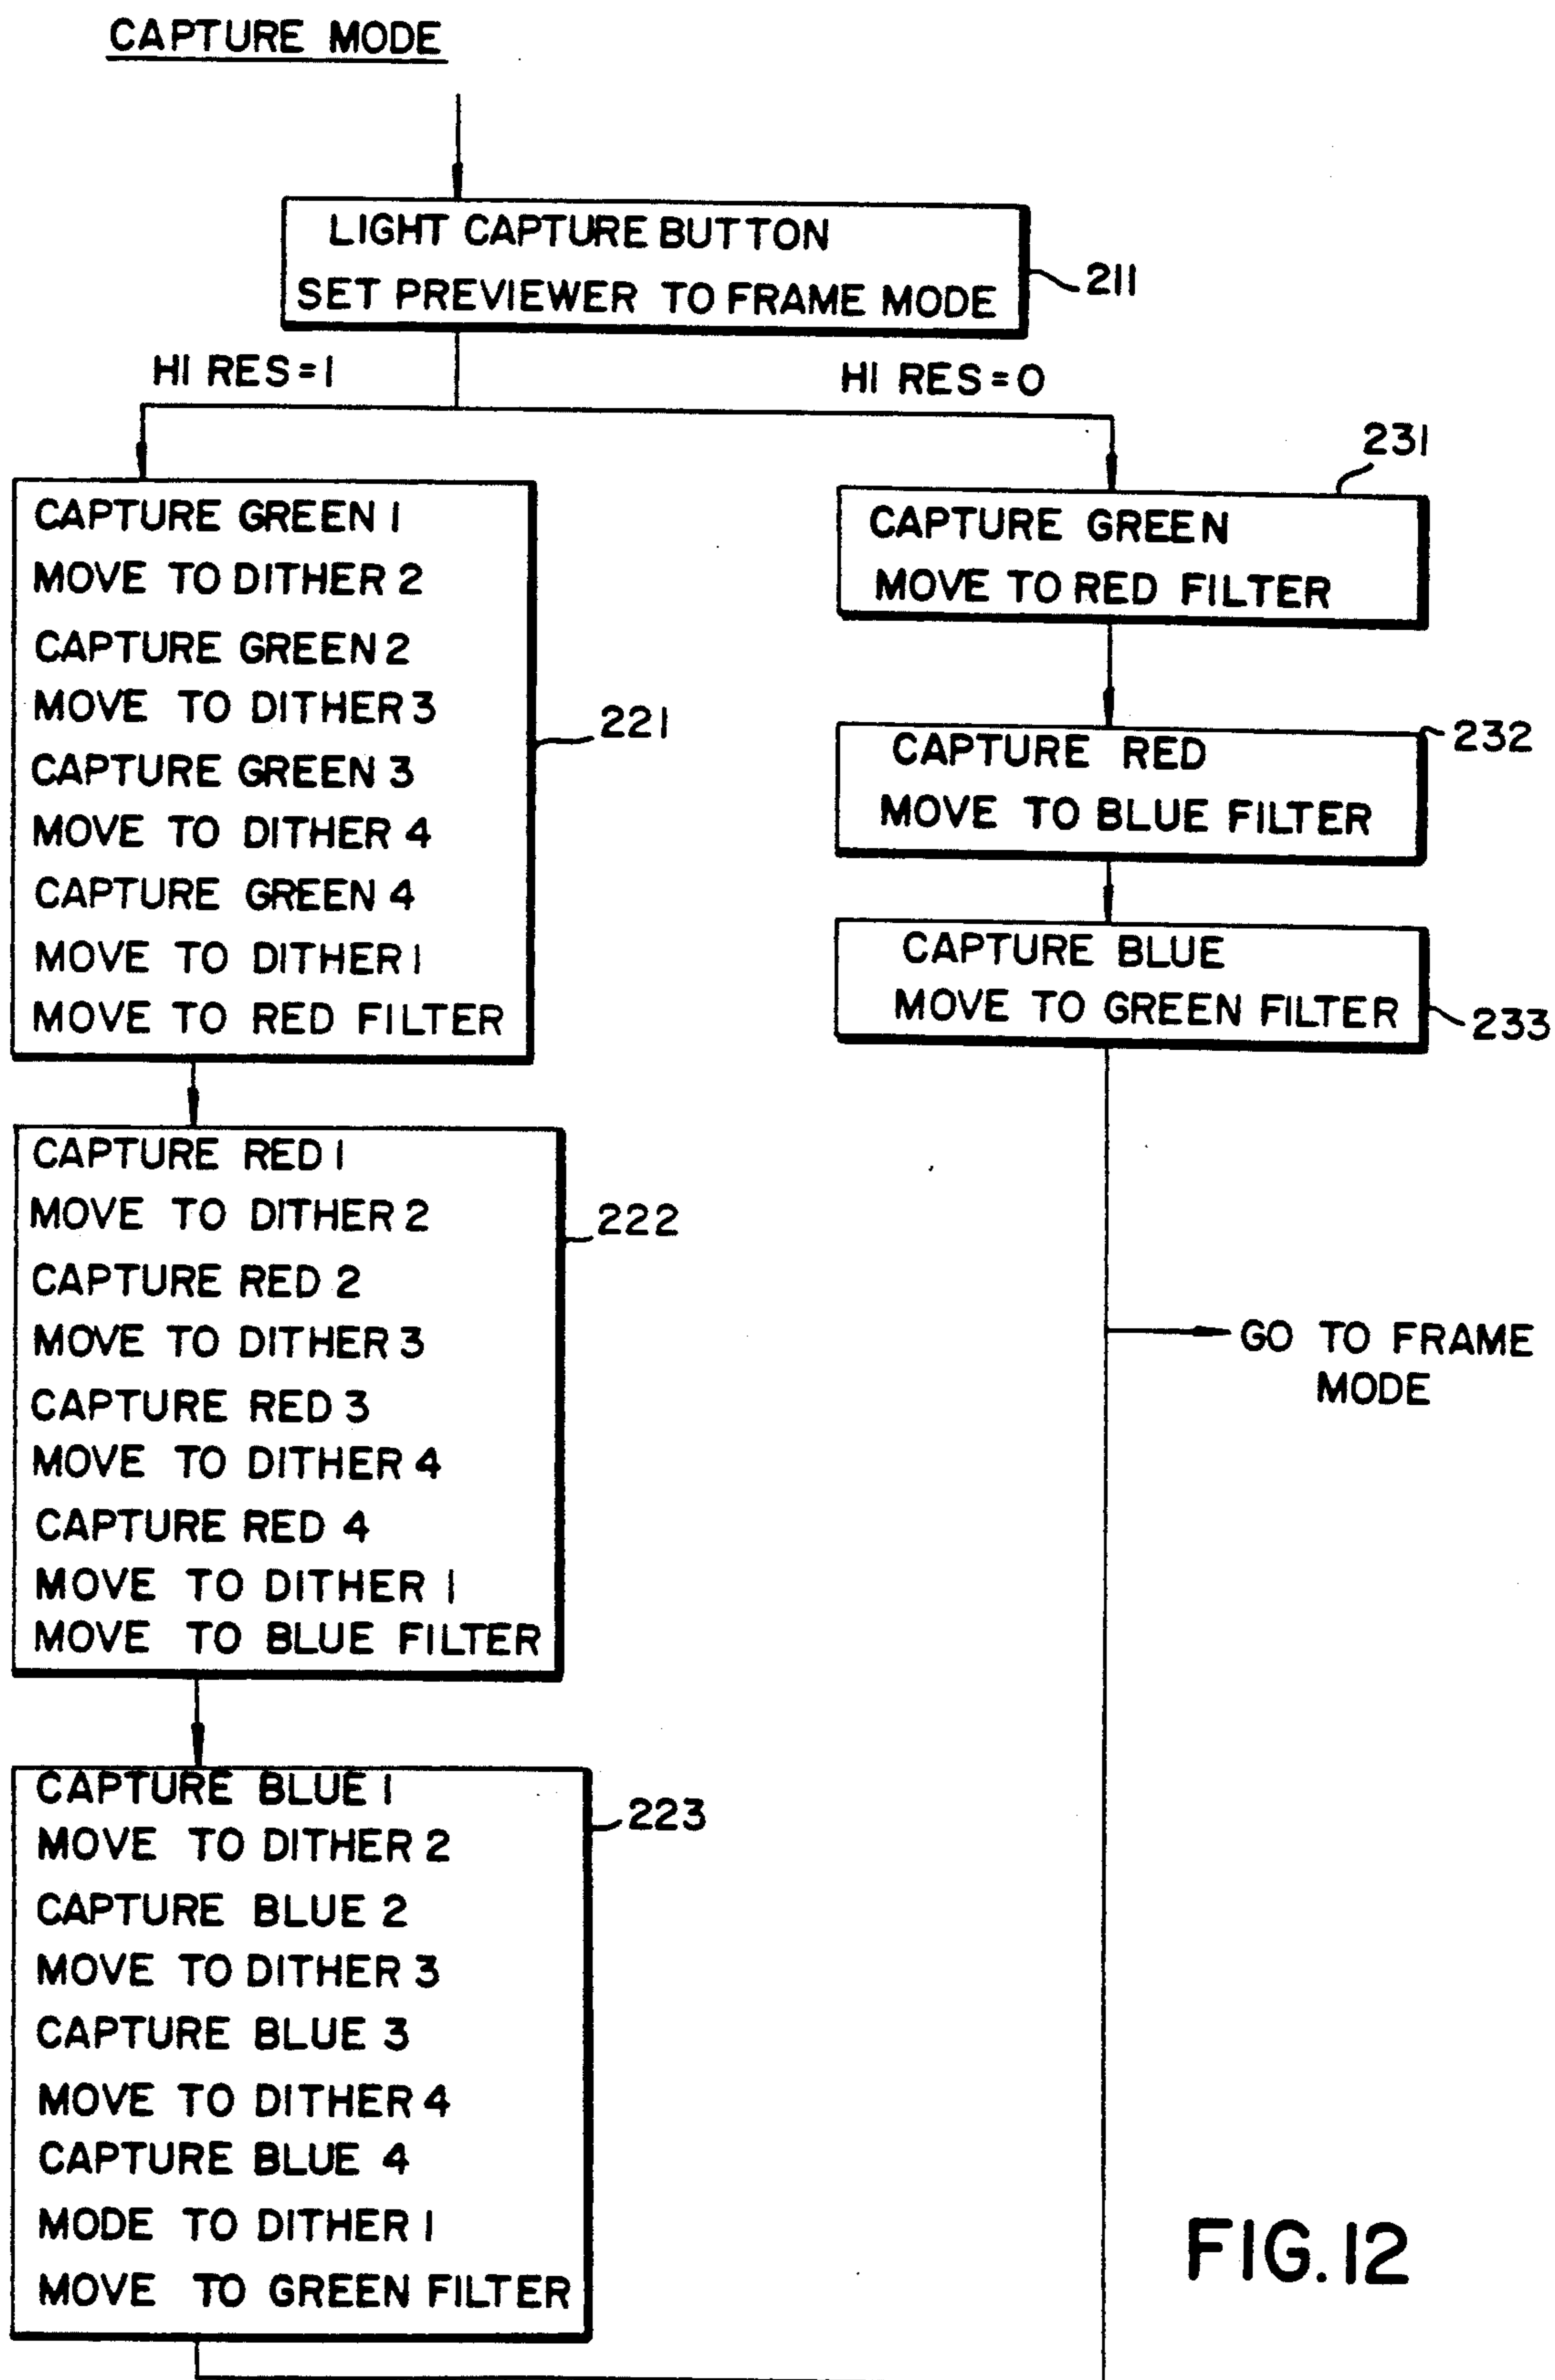 CAPTURE MODE
LIGHT CAPTURE BUTTON
SET PREVIEWER TO FRAME MODE
211
HI RES=1
HI RES=0
CAPTURE GREEN 1
MOVE TO DITHER 2
CAPTURE GREEN 2
MOVE TO DITHER 3
CAPTURE GREEN 3
MOVE TO DITHER 4
CAPTURE GREEN 4
MOVE TO DITHER 1
MOVE TO RED FILTER
221
CAPTURE RED 1
MOVE TO DITHER 2
CAPTURE RED 2
MOVE TO DITHER 3
CAPTURE RED 3
MOVE TO DITHER 4
CAPTURE RED 4
MOVE TO DITHER 1
MOVE TO BLUE FILTER
222
CAPTURE BLUE 1
MOVE TO DITHER 2
CAPTURE BLUE 2
MOVE TO DITHER 3
CAPTURE BLUE 3
MOVE TO DITHER 4
CAPTURE BLUE 4
MODE TO DITHER 1
MOVE TO GREEN FILTER
223
231
CAPTURE GREEN
MOVE TO RED FILTER
232
CAPTURE RED
MOVE TO BLUE FILTER
CAPTURE BLUE
MOVE TO GREEN FILTER
233
GO TO FRAME
MODE
FIG. 12